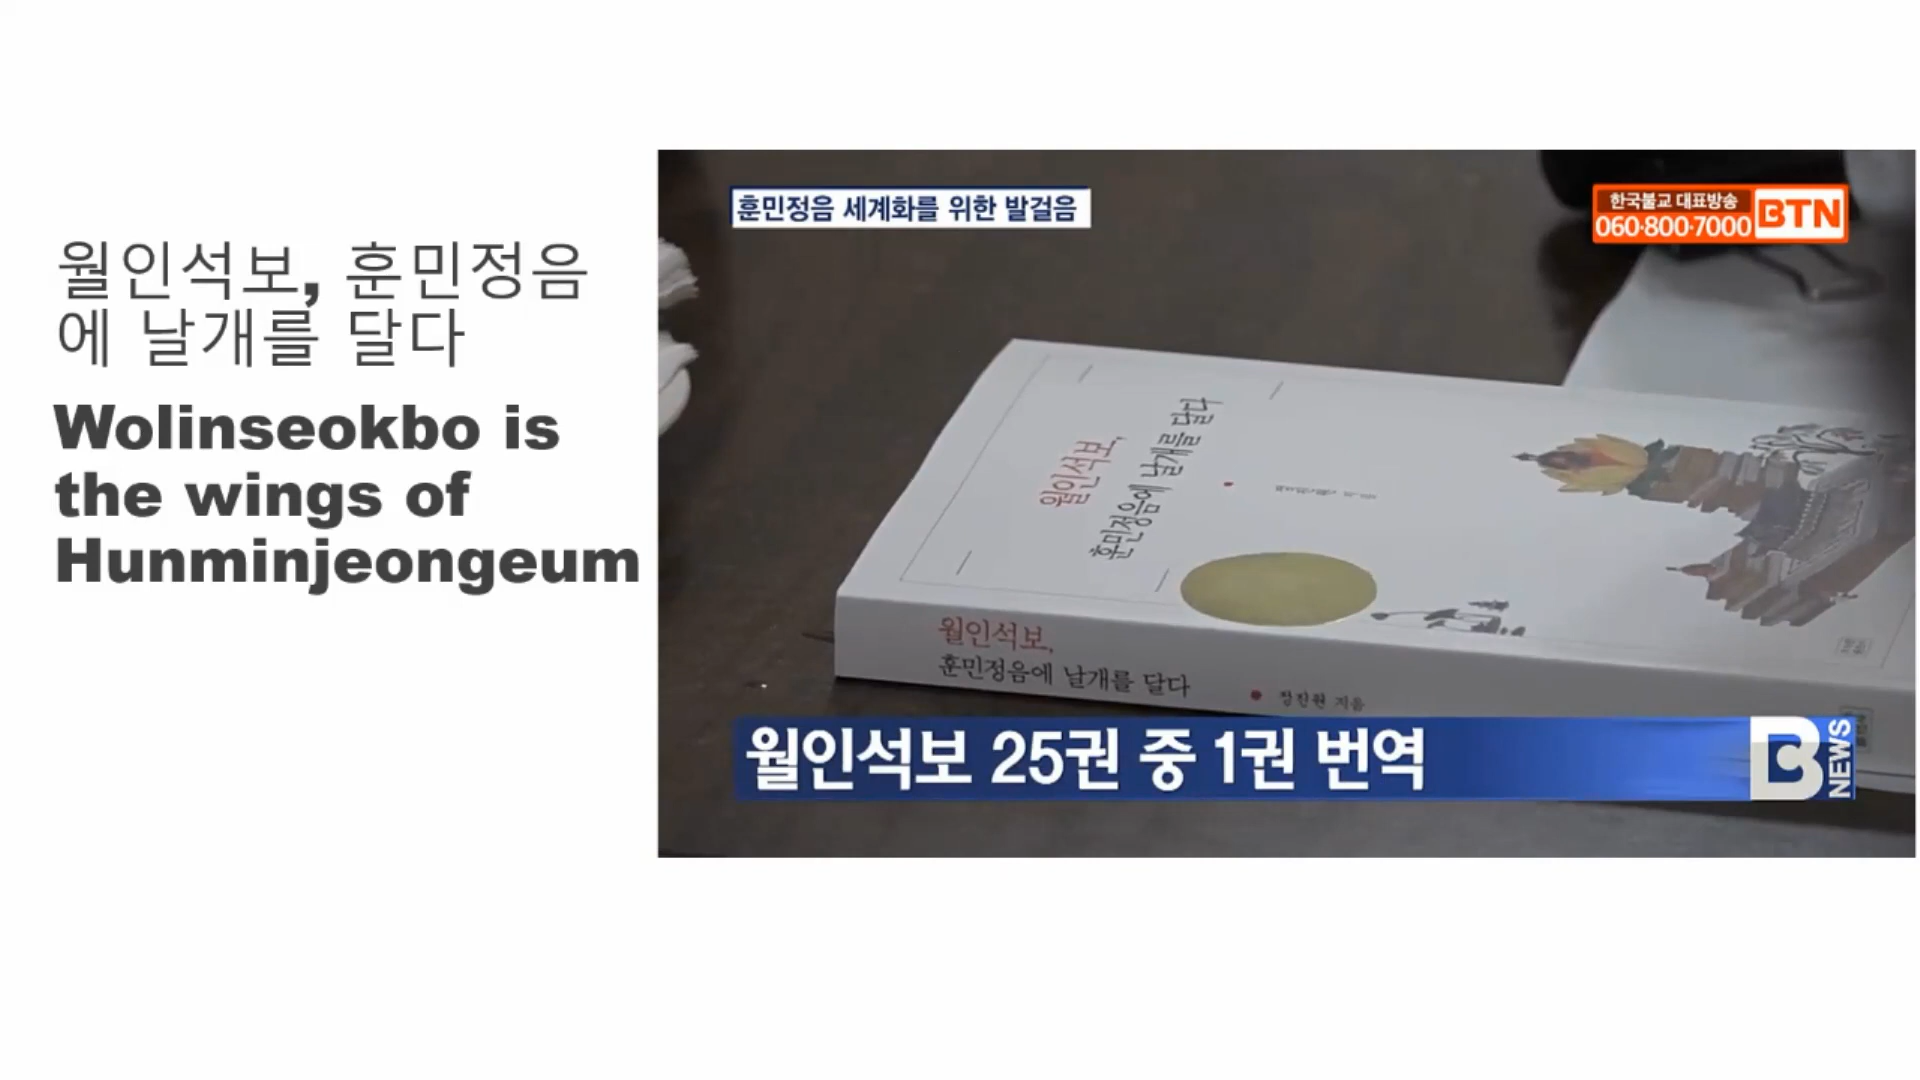 월인석보, 훈민정음
에 날개를 달다
Wolinseokbo is
the wings of
Hunminjeongeum
훈민정음 세계화를 위한 발걸음
한국불교 대표방송
060·800·7000
BTN
월인석보,
훈민정음에 날개를 달다
월인석보,
훈민정음에 날개를 달다
정진원 지음
월인석보 25권 중 1권 번역
B NEWS